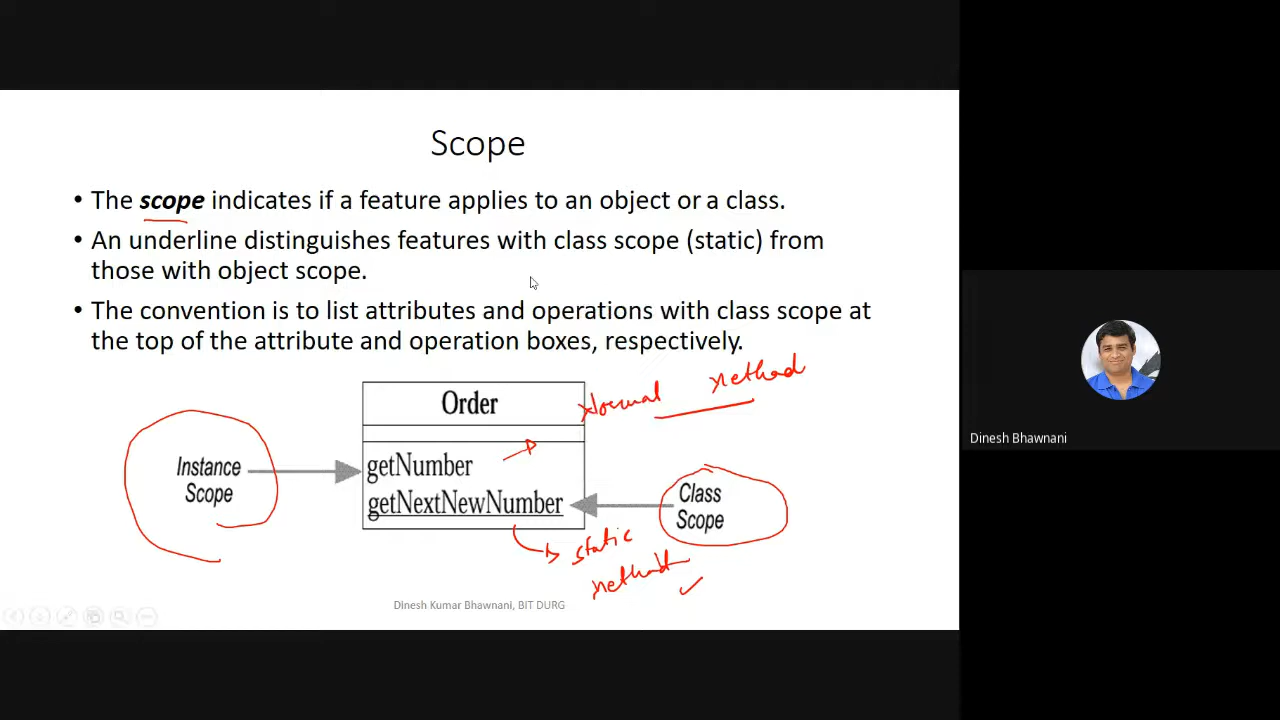 Scope
• The scope indicates if a feature applies to an object or a class.
• An underline distinguishes features with class scope (static) from
those with object scope.
• The convention is to list attributes and operations with class scope at
the top of the attribute and operation boxes, respectively.
Order
Normal method
Instance
Scope
getNumber
getNextNewNumber
Class
Scope
static
method
Dinesh Kumar Bhawnani, BIT DURG
Dinesh Bhawnani